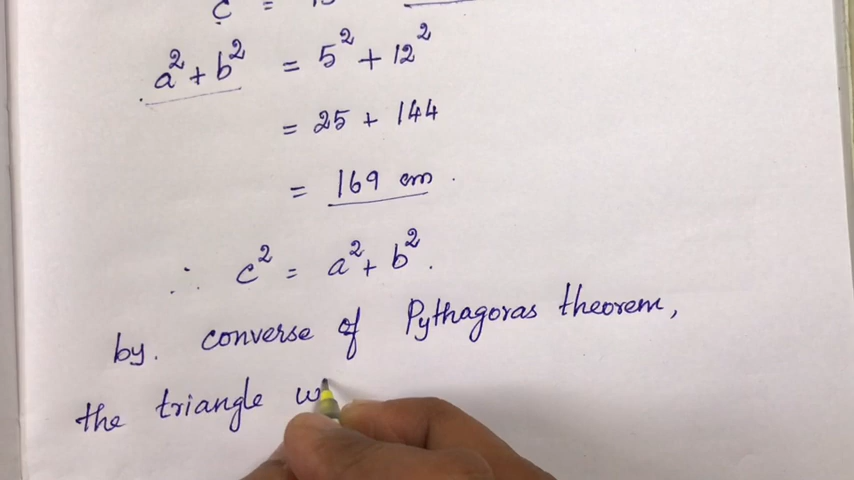 c =
a² + b² = 5² + 12²
= 25 + 144
= 169 cm.
∴ c² = a² + b².
by. converse of Pythagoras theorem,
the triangle